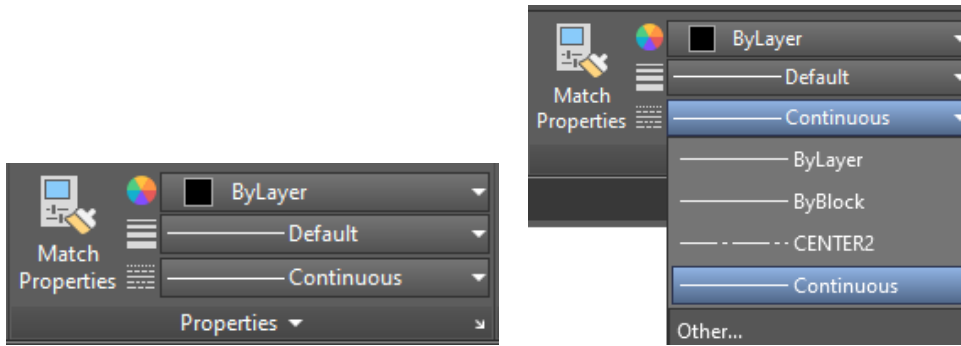 ByLayer
Default
Match
Properties
Continuous
Properties
ByLayer
Default
Match
Properties
Continuous
ByLayer
ByBlock
CENTER2
Continuous
Other...